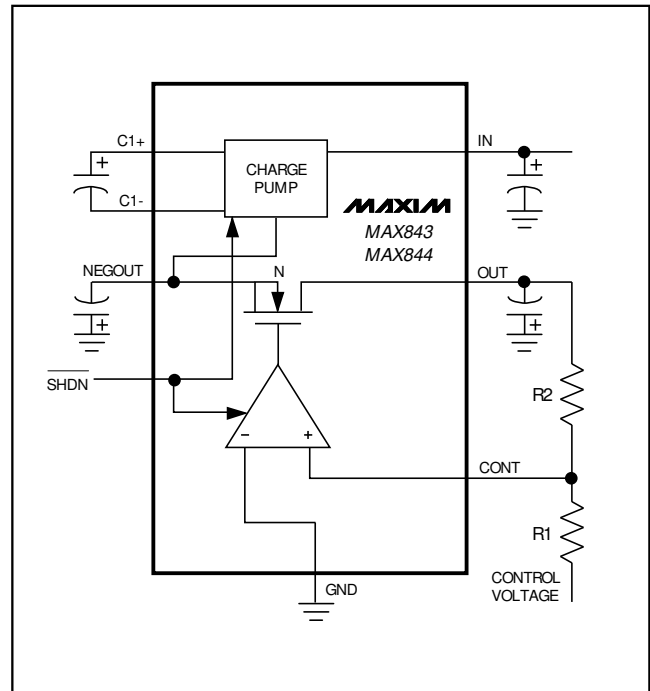 C1+
IN
+
+
CHARGE
PUMP
C1-
MAXIM
MAX843
MAX844
NEGOUT
N
OUT
+
+
SHDN
R2
- +
CONT
R1
CONTROL
VOLTAGE
GND